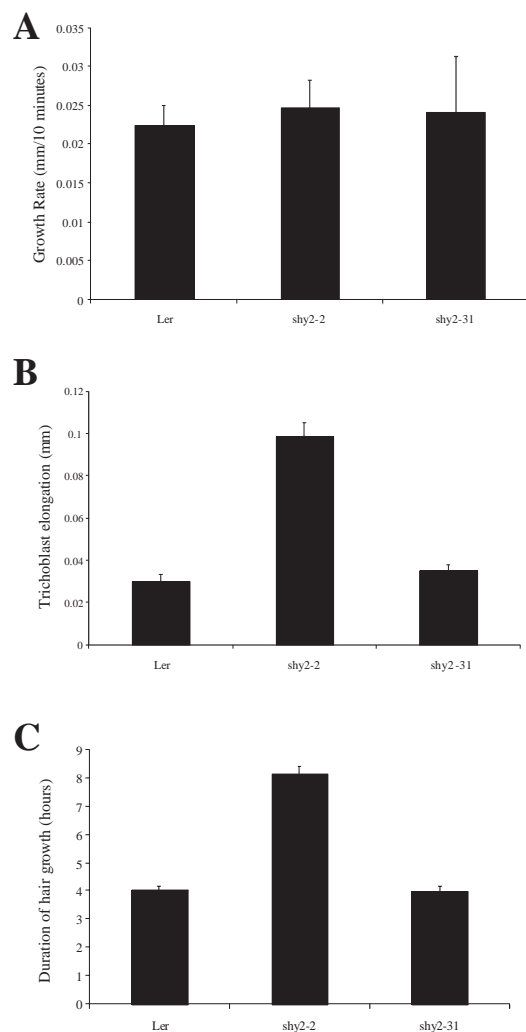 A
Growth Rate (mm/10 minutes)
0.035
0.03
0.025
0.02
0.015
0.01
0.005
0
Ler
shy2-2
shy2-31
B
Trichoblast elongation (mm)
0.12
0.1
0.08
0.06
0.04
0.02
0
Ler
shy2-2
shy2-31
C
Duration of hair growth (hours)
9
8
7
6
5
4
3
2
1
0
Ler
shy2-2
shy2-31